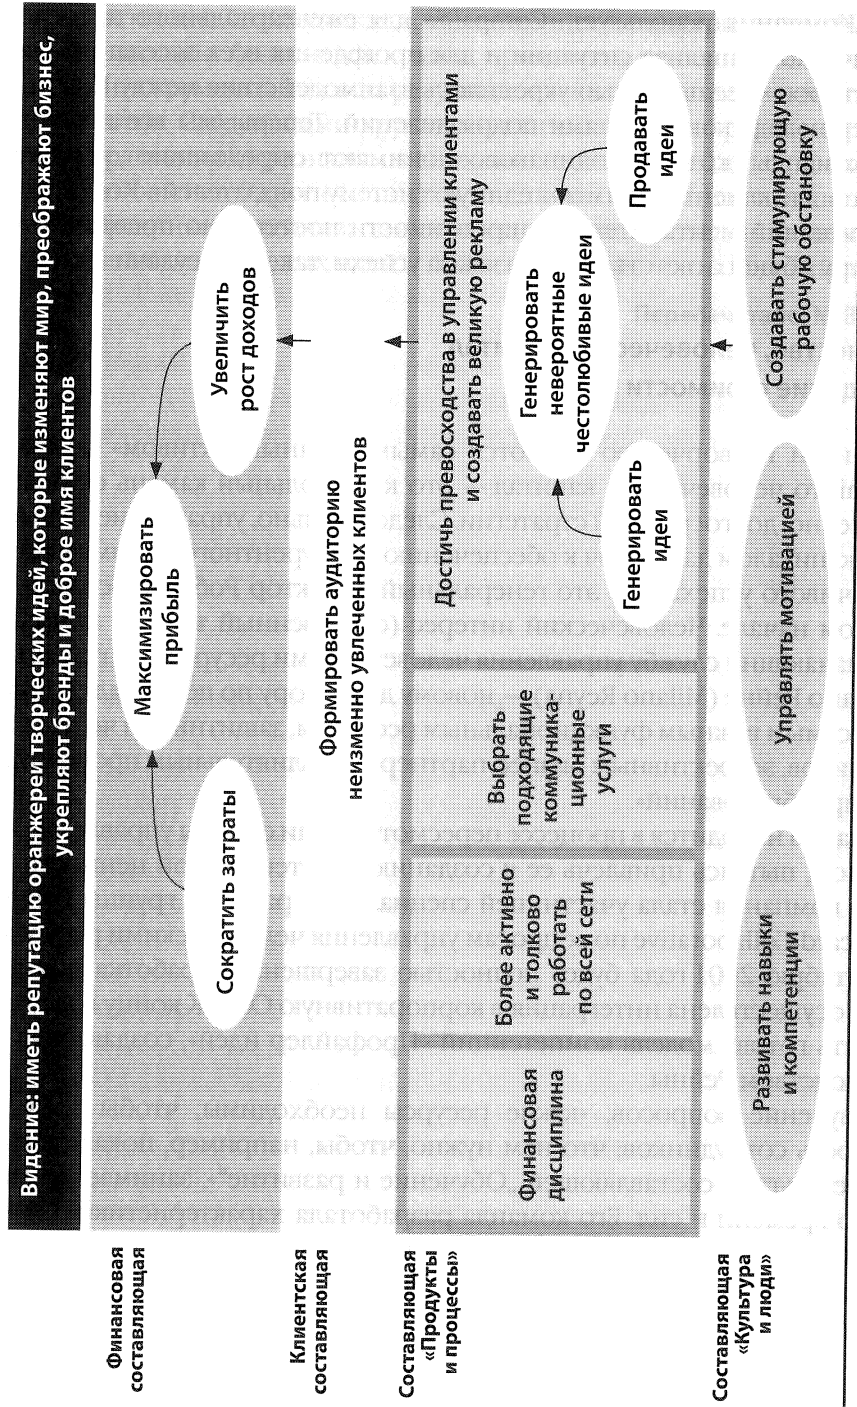 Видение: иметь репутацию оранжереи творческих идей, которые изменяют мир, преображают бизнес,
укрепляют бренды и доброе имя клиентов
Финансовая
составляющая
Сократить затраты
Максимизировать
прибыль
Увеличить
рост доходов
Клиентская
составляющая
Формировать аудиторию
неизменно увлеченных клиентов
Составляющая
«Продукты
и процессы»
Финансовая
дисциплина
Более активно
и толково
работать
по всей сети
Выбрать
подходящие
коммуника-
ционные
услуги
Достичь превосходства в управлении клиентами
и создавать великую рекламу
Генерировать
идеи
Генерировать
невероятные
честолюбивые идеи
Продавать
идеи
Составляющая
«Культура
и люди»
Развивать навыки
и компетенции
Управлять мотивацией
Создавать стимулирующую
рабочую обстановку